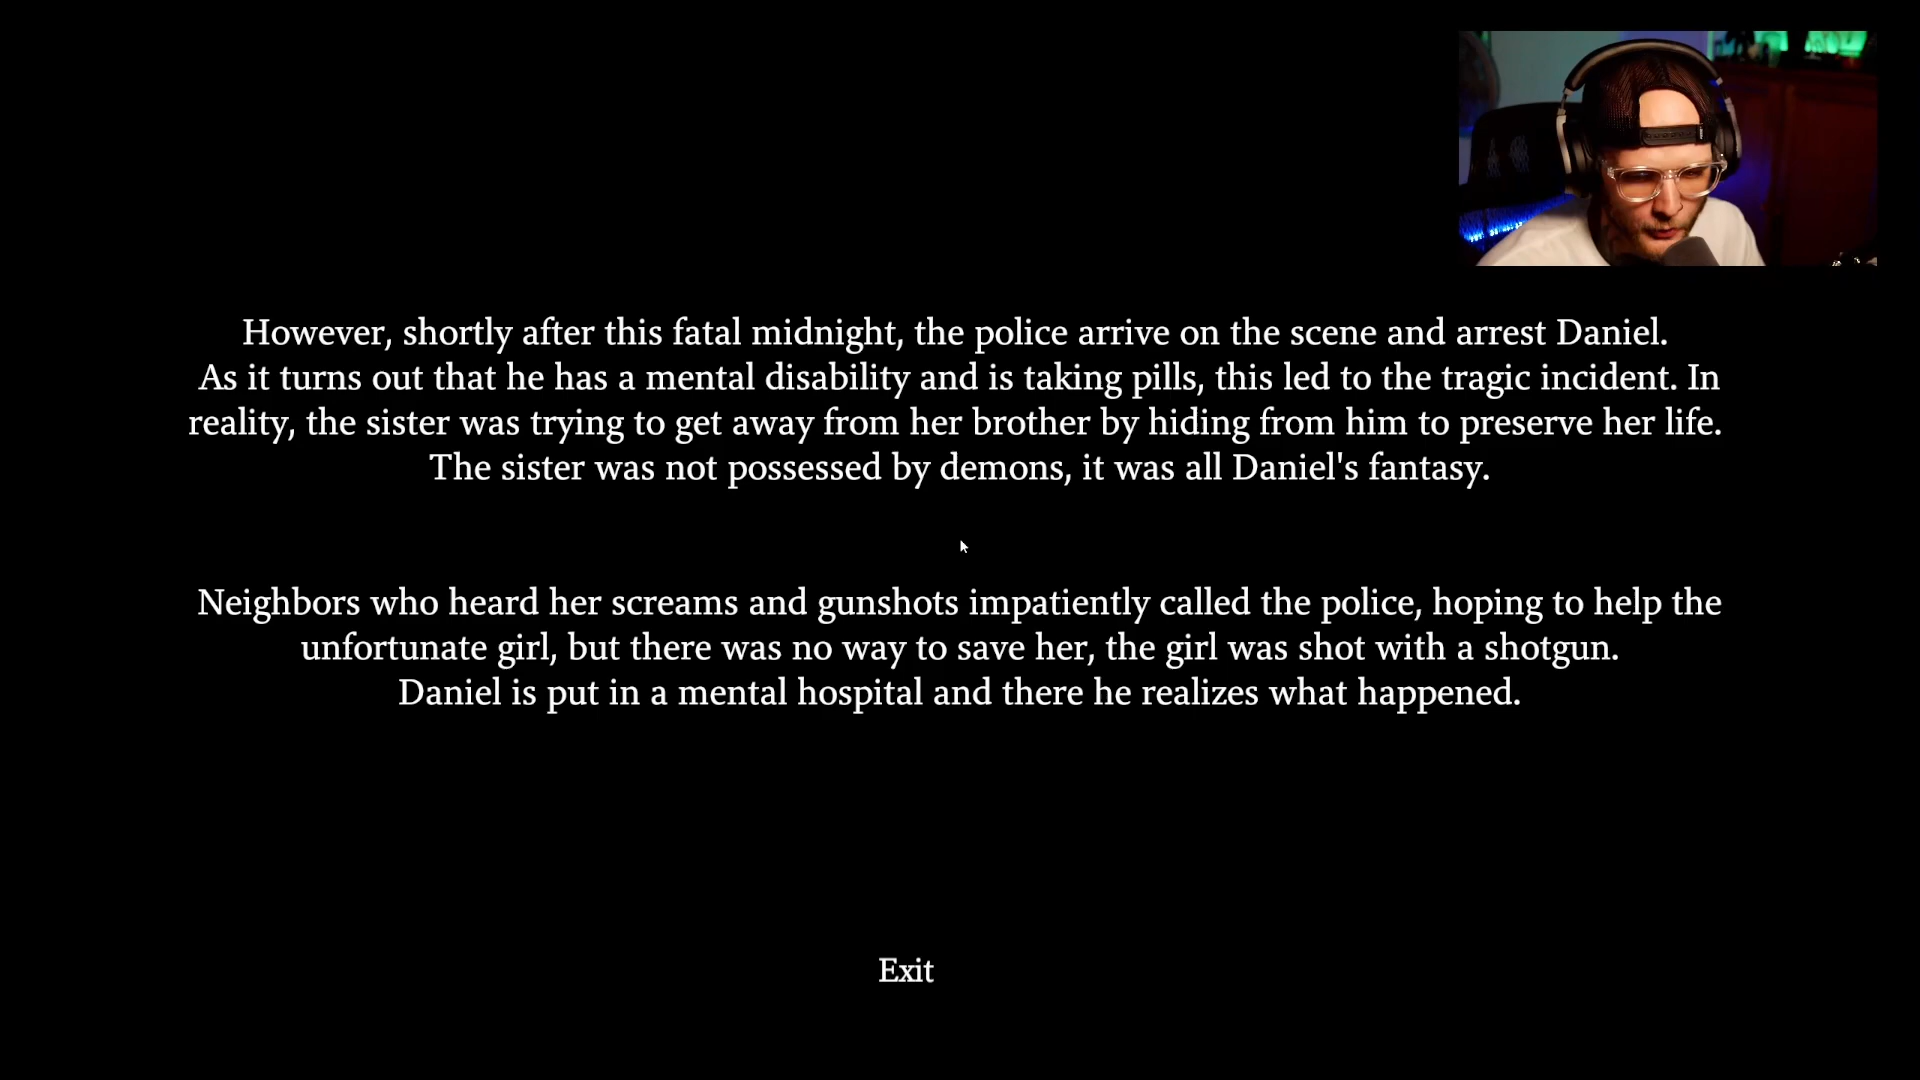 However, shortly after this fatal midnight, the police arrive on the scene and arrest Daniel.
As it turns out that he has a mental disability and is taking pills, this led to the tragic incident. In
reality, the sister was trying to get away from her brother by hiding from him to preserve her life.
The sister was not possessed by demons, it was all Daniel's fantasy.
Neighbors who heard her screams and gunshots impatiently called the police, hoping to help the
unfortunate girl, but there was no way to save her, the girl was shot with a shotgun.
Daniel is put in a mental hospital and there he realizes what happened.
Exit